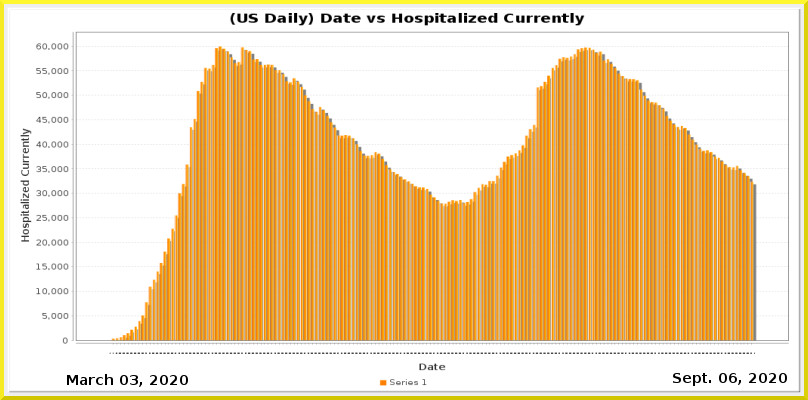 (US Daily) Date vs Hospitalized Currently
60,000
55,000
50,000
45,000
40,000
35,000
30,000
25,000
20,000
15,000
10,000
5,000
0
Hospitalized Currently
Date
March 03, 2020
Series 1
Sept. 06, 2020